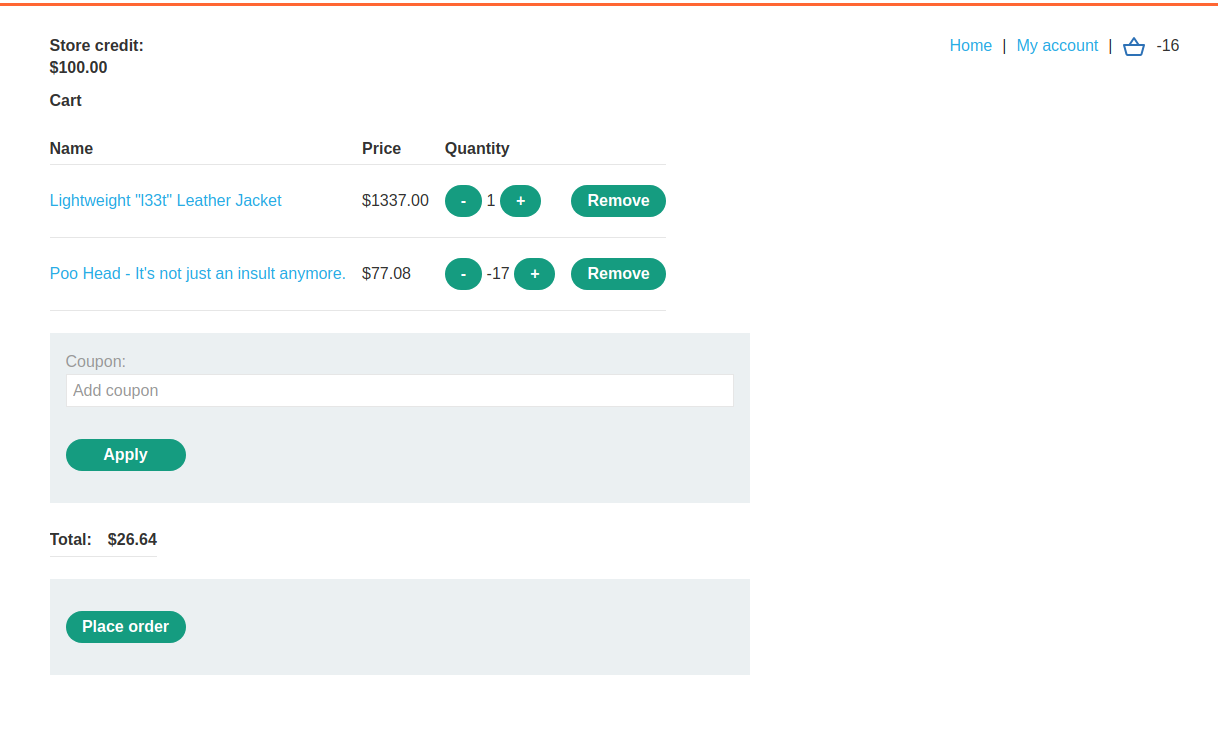 Store credit:
$100.00
Home | My account | -16
Cart
Name Price Quantity
Lightweight "l33t" Leather Jacket $1337.00 - 1 + Remove
Poo Head - It's not just an insult anymore. $77.08 - -17 + Remove
Coupon:
Add coupon
Apply
Total: $26.64
Place order